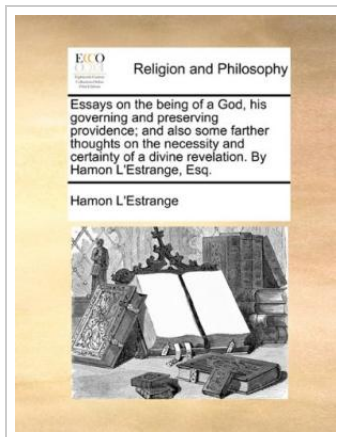 ECCO
Religion and Philosophy
Essays on the being of a God, his
governing and preserving
providence; and also some farther
thoughts on the necessity and
certainty of a divine revelation. By
Hamon L'Estrange, Esq.
Hamon L'Estrange